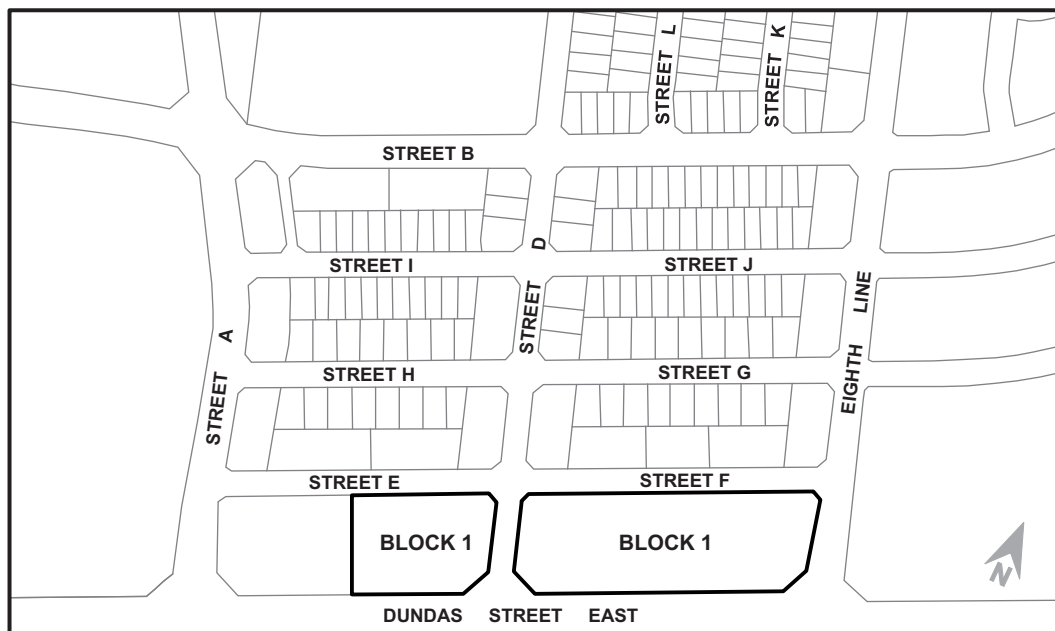 STREET L
STREET K
STREET B
STREET D
STREET I
STREET J
STREET A
EIGHTH LINE
STREET H
STREET G
STREET E
STREET F
BLOCK 1
BLOCK 1
N
DUNDAS STREET EAST